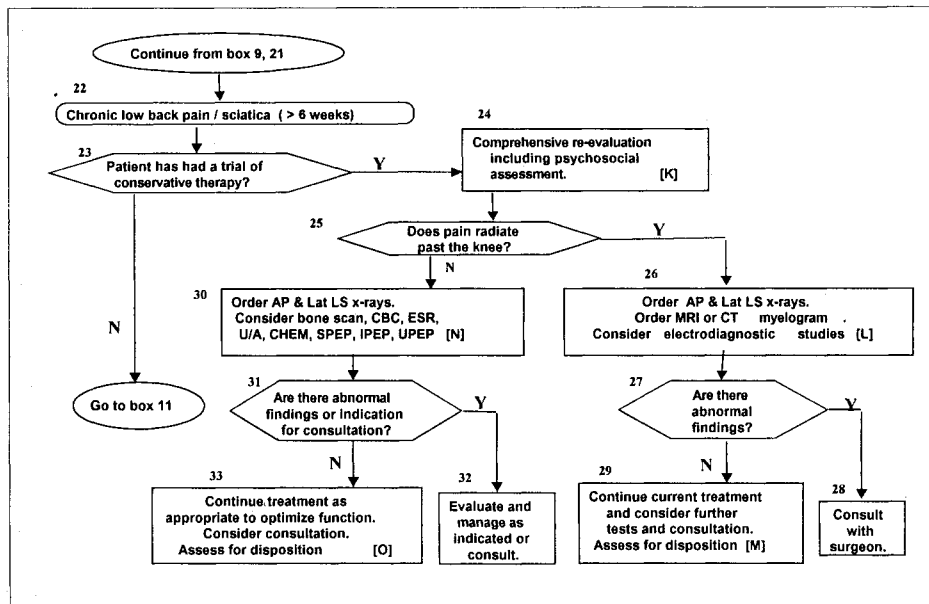 Continue from box 9, 21
22
Chronic low back pain / sciatica ( > 6 weeks)
23
Patient has had a trial of
conservative therapy?
Y
24
Comprehensive re-evaluation
including psychosocial
assessment. [K]
25
Does pain radiate
past the knee?
Y
N
N
Go to box 11
30
Order AP & Lat LS x-rays.
Consider bone scan, CBC, ESR,
U/A, CHEM, SPEP, IPEP, UPEP [N]
26
Order AP & Lat LS x-rays.
Order MRI or CT myelogram .
Consider electrodiagnostic studies [L]
31
Are there abnormal
findings or indication
for consultation?
Y
N
27
Are there
abnormal
findings?
Y
N
33
Continue treatment as
appropriate to optimize function.
Consider consultation.
Assess for disposition [O]
32
Evaluate and
manage as
indicated or
consult.
29
Continue current treatment
and consider further
tests and consultation.
Assess for disposition [M]
28
Consult
with
surgeon.